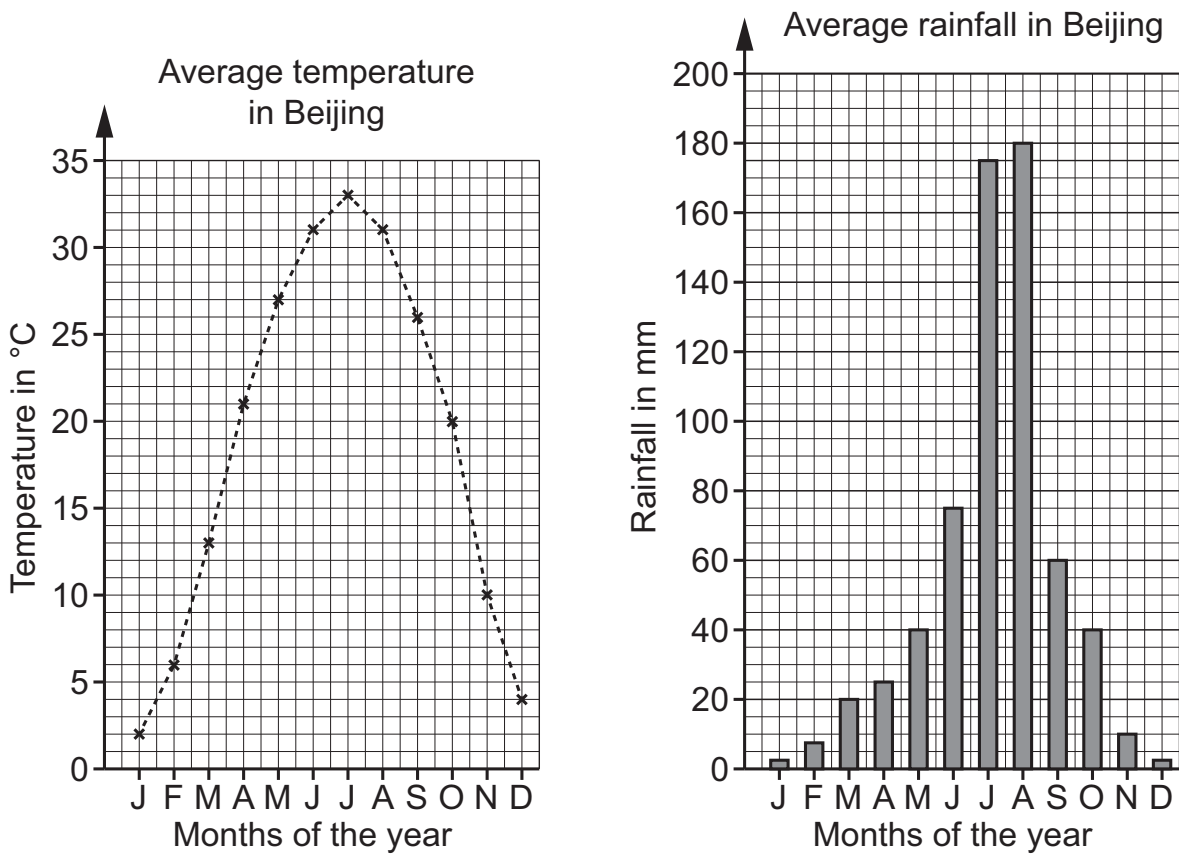 Average temperature
in Beijing
35
30
25
20
15
10
5
0
Temperature in °C
J F M A M J J A S O N D
Months of the year
Average rainfall in Beijing
200
180
160
140
120
100
80
60
40
20
0
Rainfall in mm
J F M A M J J A S O N D
Months of the year